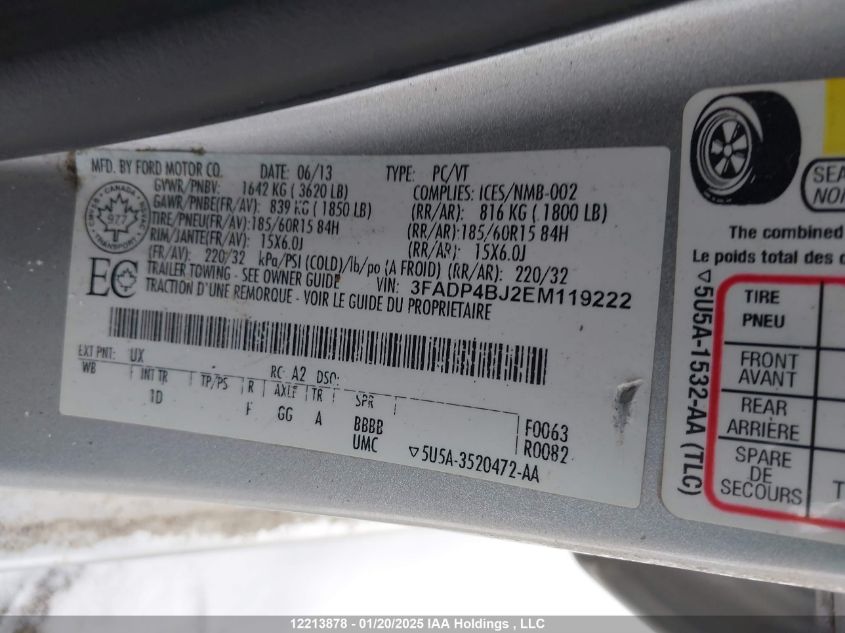 MFD. BY FORD MOTOR CO. DATE: 06/13 TYPE: PC/VT
GVWR/PNBV: 1642 KG ( 3620 LB) COMPLIES: ICES/NMB-002
GAWR/PNBE(FR/AV): 839 KG ( 1850 LB) (RR/AR): 816 KG ( 1800 LB)
TIRE/PNEU(FR/AV): 185/60R15 84H (RR/AR): 185/60R15 84H
RIM/JANTE(FR/AV): 15X6.0J (RR/AR): 15X6.0J
(FR/AV): 220/32 kPa/PSI (COLD)/lb/po (A FROID) (RR/AR): 220/32
TRAILER TOWING - SEE OWNER GUIDE VIN: 3FADP4BJ2EM119222
TRACTION D'UNE REMORQUE - VOIR LE GUIDE DU PROPRIETAIRE
CANADA
977
TRANSPORT
EC
EXT PNT: UX RC: A2 DSO:
WB INT TR TP/PS R AXLE TR SPR
1D F GG A BBBB F0063
UMC R0082
▽5U5A-3520472-AA
The combined
Le poids total des
▽5U5A-1532-AA (TLC)
TIRE
PNEU
FRONT
AVANT
REAR
ARRIÈRE
SPARE
DE
SECOURS
12213878 - 01/20/2025 IAA Holdings , LLC